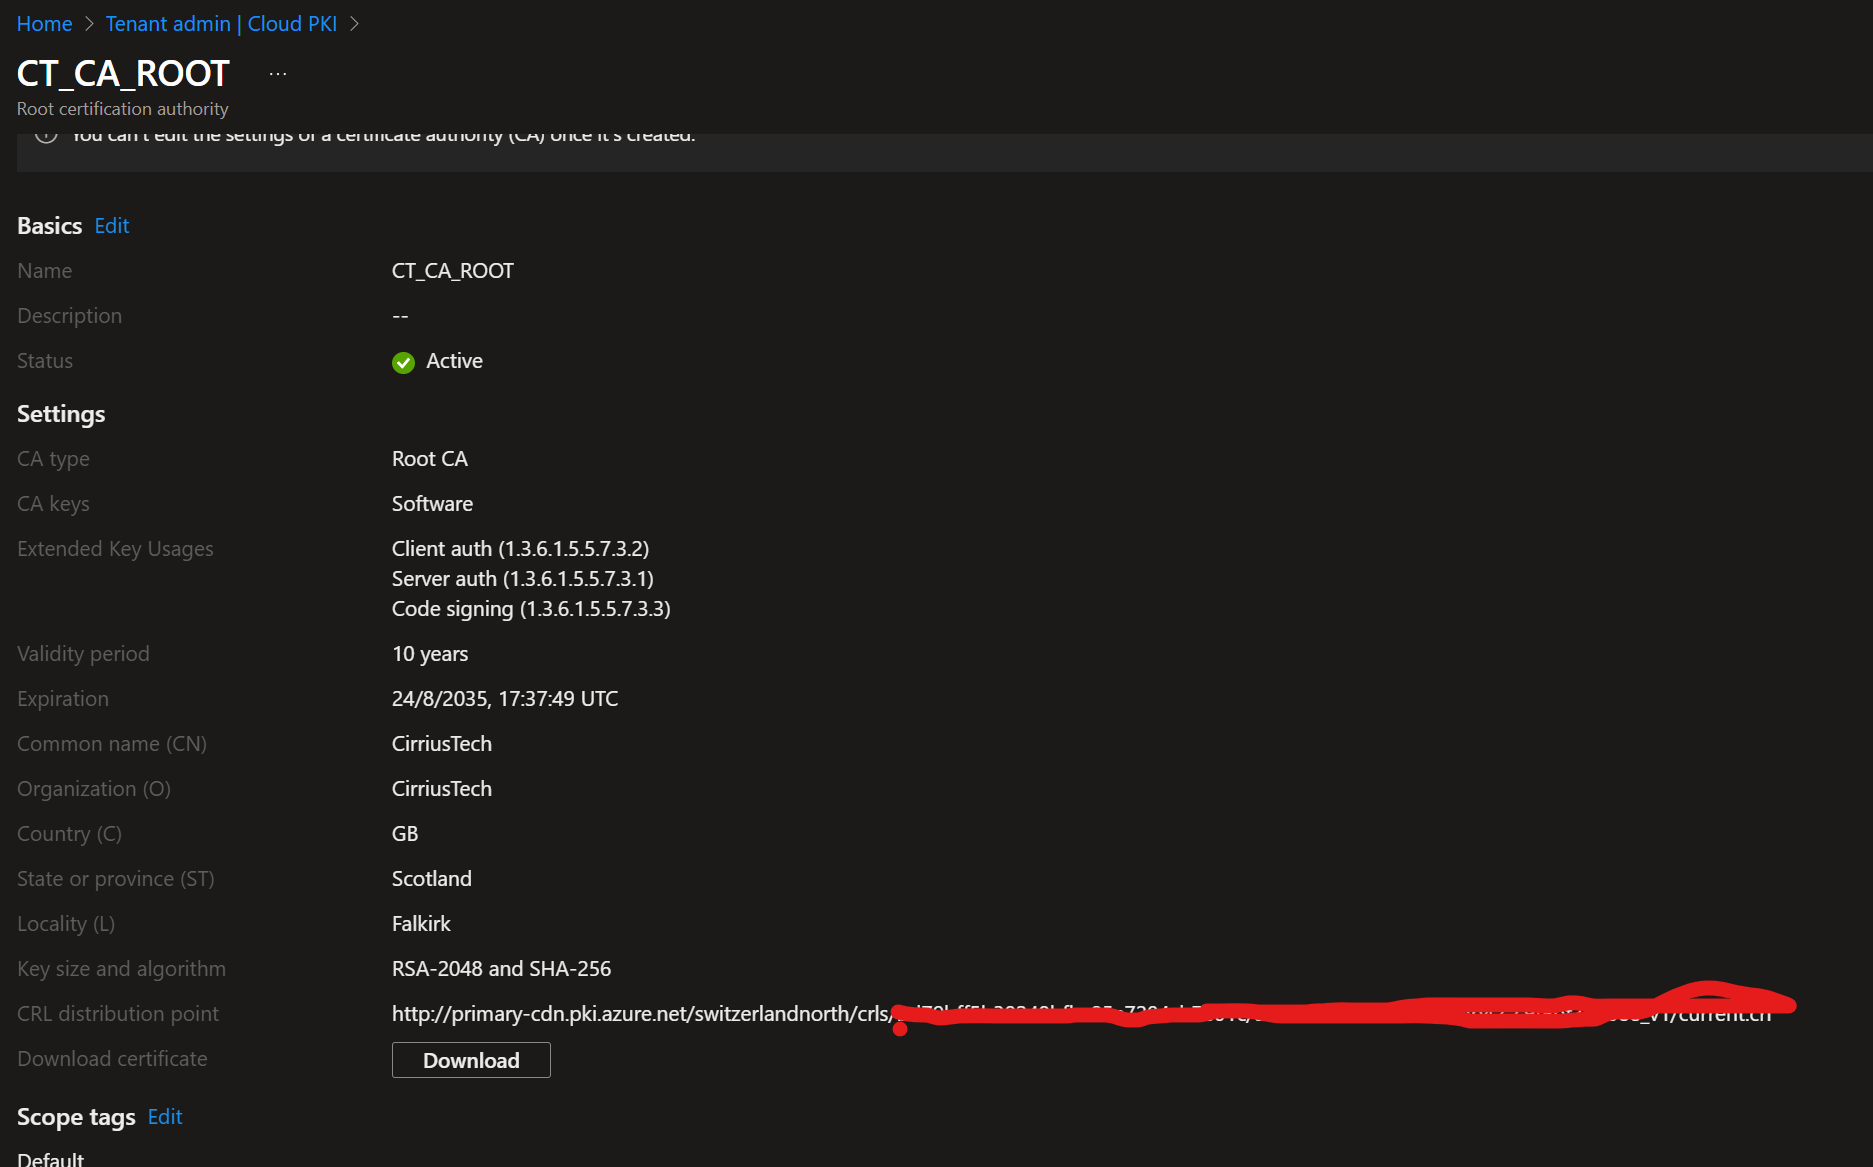 Home > Tenant admin | Cloud PKI >
CT_CA_ROOT ...
Root certification authority
You can't edit the settings of a certificate authority (CA) once it's created.
Basics Edit
Name CT_CA_ROOT
Description --
Status Active
Settings
CA type Root CA
CA keys Software
Extended Key Usages Client auth (1.3.6.1.5.5.7.3.2)
Server auth (1.3.6.1.5.5.7.3.1)
Code signing (1.3.6.1.5.5.7.3.3)
Validity period 10 years
Expiration 24/8/2035, 17:37:49 UTC
Common name (CN) CirriusTech
Organization (O) CirriusTech
Country (C) GB
State or province (ST) Scotland
Locality (L) Falkirk
Key size and algorithm RSA-2048 and SHA-256
CRL distribution point http://primary-cdn.pki.azure.net/switzerlandnorth/crls/
Download certificate Download
Scope tags Edit
Default